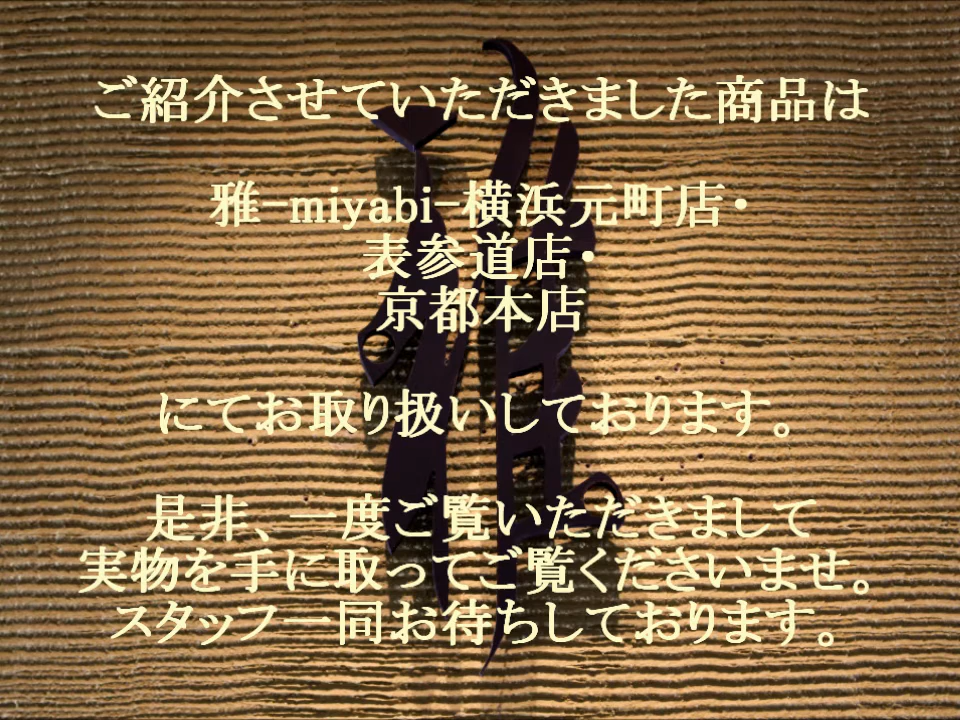 ご紹介させていただきました商品は
雅-miyabi-横浜元町店・
表参道店・
京都本店
にてお取り扱いしております。
是非、一度ご覧いただきまして
実物を手に取ってご覧くださいませ。
スタッフ一同お待ちしております。